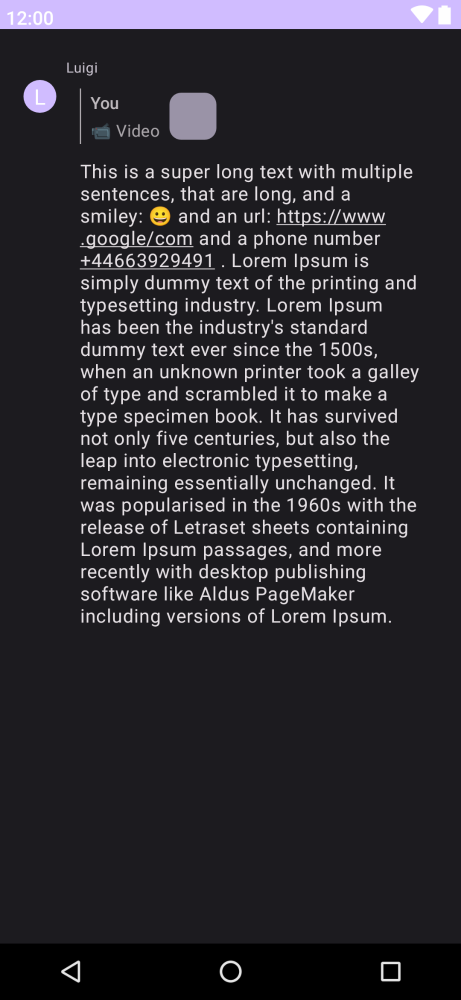 12:00
Luigi
L
You
📹 Video
This is a super long text with multiple
sentences, that are long, and a
smiley: 😀 and an url: https://www
.google/com and a phone number
+44663929491 . Lorem Ipsum is
simply dummy text of the printing and
typesetting industry. Lorem Ipsum
has been the industry's standard
dummy text ever since the 1500s,
when an unknown printer took a galley
of type and scrambled it to make a
type specimen book. It has survived
not only five centuries, but also the
leap into electronic typesetting,
remaining essentially unchanged. It
was popularised in the 1960s with the
release of Letraset sheets containing
Lorem Ipsum passages, and more
recently with desktop publishing
software like Aldus PageMaker
including versions of Lorem Ipsum.